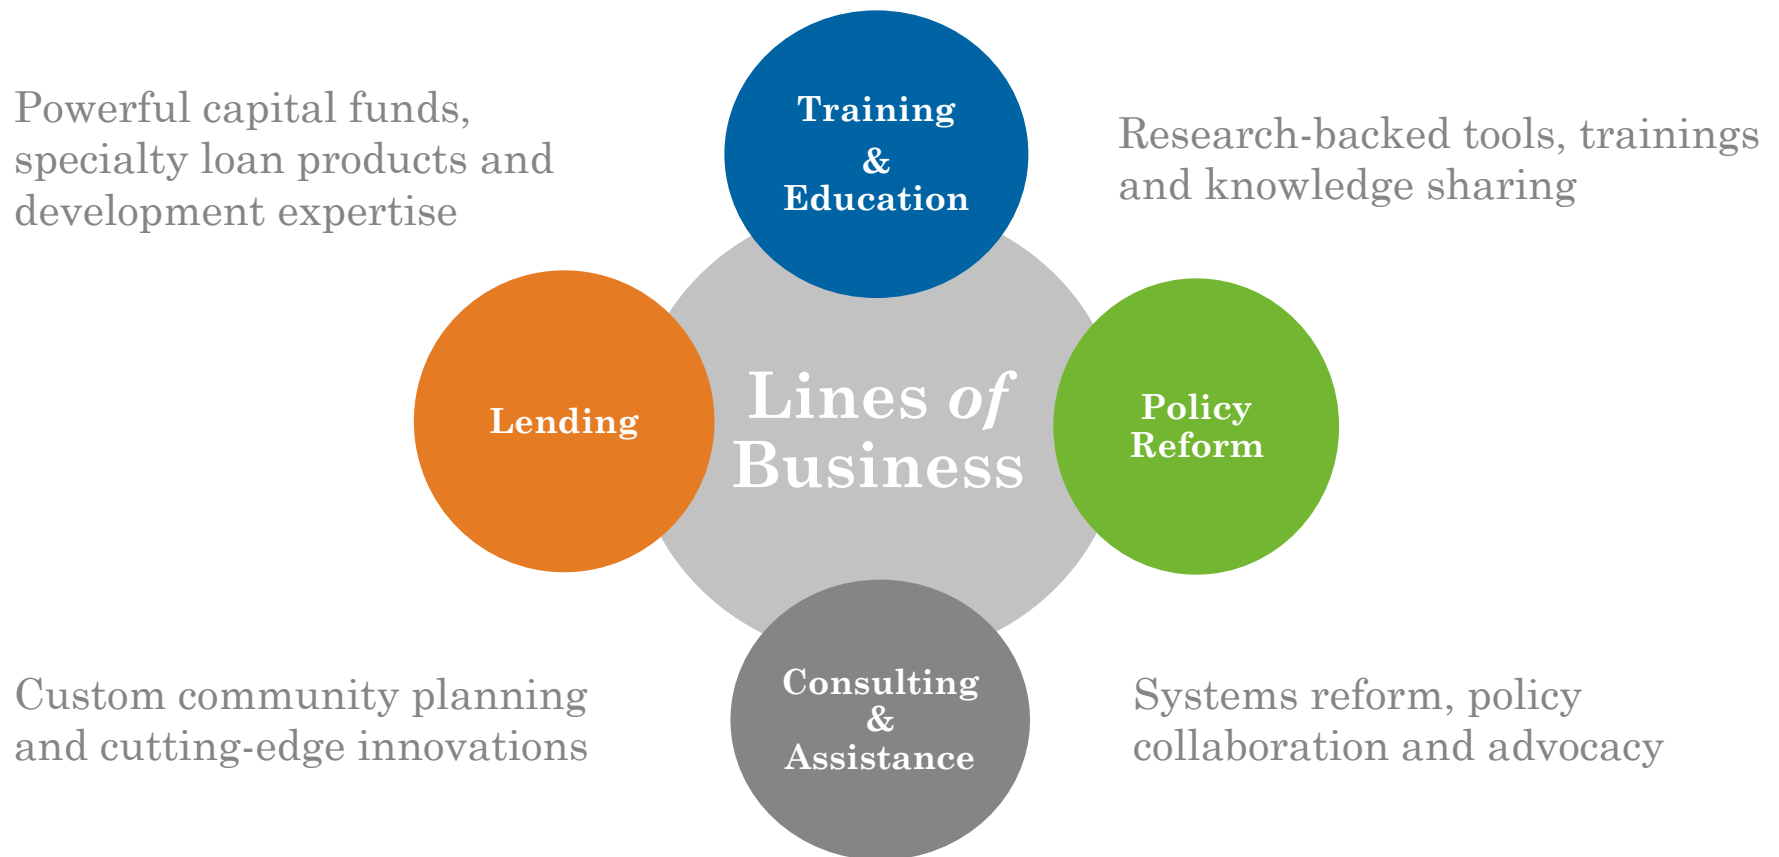 Training
&
Education
Powerful capital funds,
specialty loan products and
development expertise
Research-backed tools, trainings
and knowledge sharing
Lending
Lines of
Business
Policy
Reform
Custom community planning
and cutting-edge innovations
Consulting
&
Assistance
Systems reform, policy
collaboration and advocacy